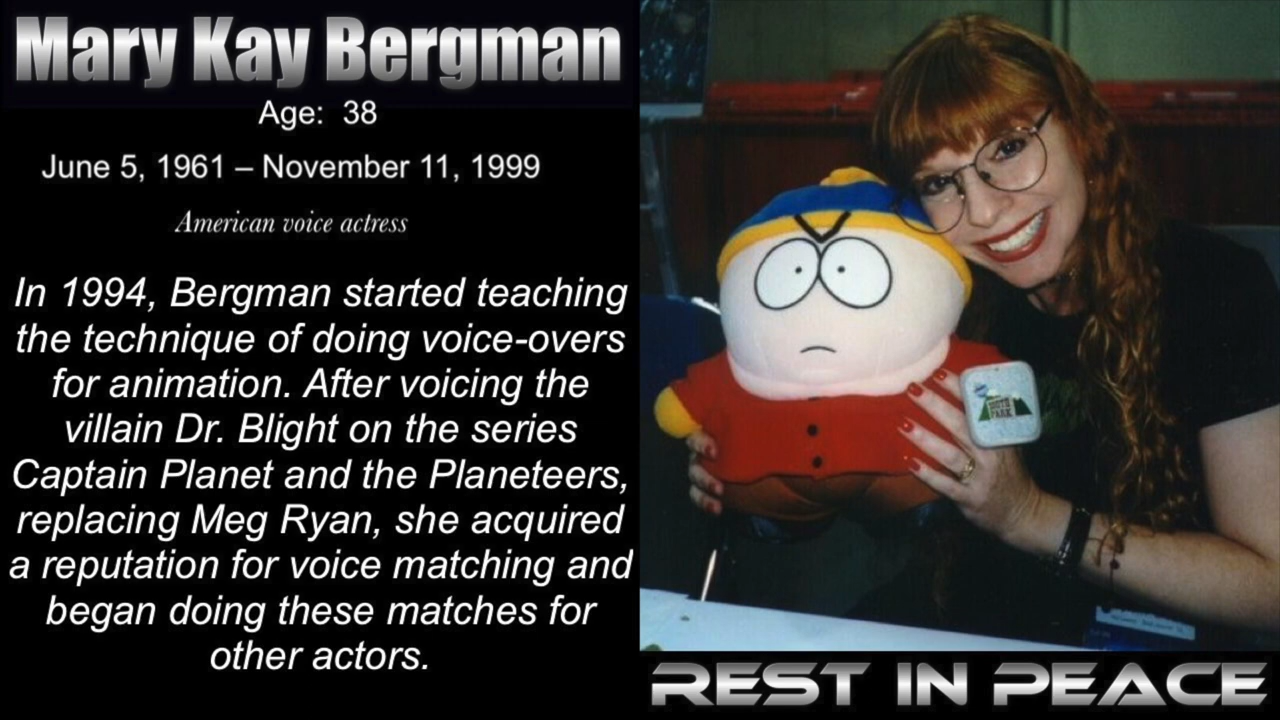 Mary Kay Bergman
Age: 38
June 5, 1961 – November 11, 1999
American voice actress
In 1994, Bergman started teaching
the technique of doing voice-overs
for animation. After voicing the
villain Dr. Blight on the series
Captain Planet and the Planeteers,
replacing Meg Ryan, she acquired
a reputation for voice matching and
began doing these matches for
other actors.
SOUTH
PARK
REST IN PEACE